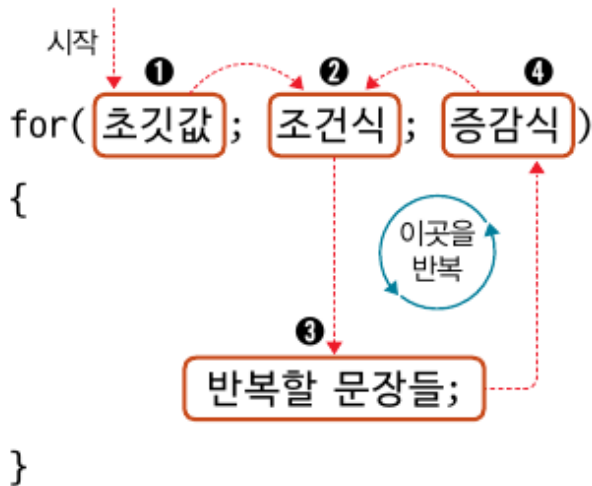 시작
❶ ❷ ❹
for(초깃값; 조건식; 증감식)
{
이곳을
반복
❸
반복할 문장들;
}